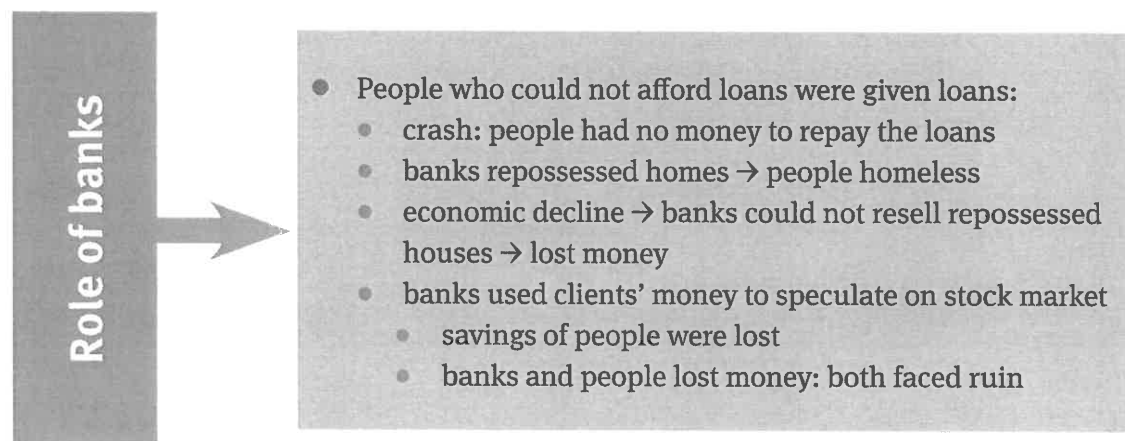 Role of banks
● People who could not afford loans were given loans:
● crash: people had no money to repay the loans
● banks repossessed homes → people homeless
● economic decline → banks could not resell repossessed
houses → lost money
● banks used clients’ money to speculate on stock market
● savings of people were lost
● banks and people lost money: both faced ruin